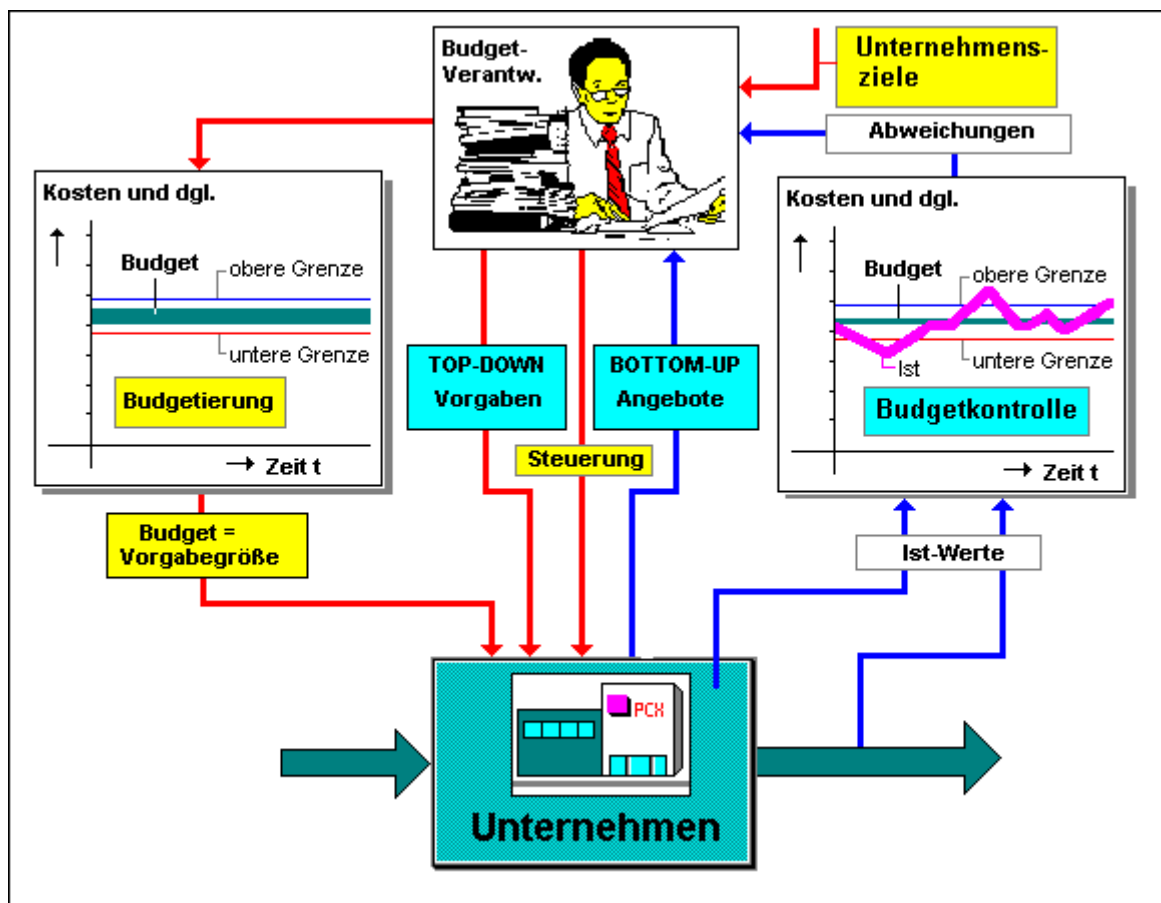 Budget-
Verantw.
Unternehmens-
ziele
Abweichungen
Kosten und dgl.
Budget
obere Grenze
untere Grenze
Budgetierung
Zeit t
TOP-DOWN
Vorgaben
BOTTOM-UP
Angebote
Steuerung
Kosten und dgl.
Budget
obere Grenze
Ist
untere Grenze
Budgetkontrolle
Zeit t
Budget =
Vorgabegröße
Ist-Werte
PCX
Unternehmen